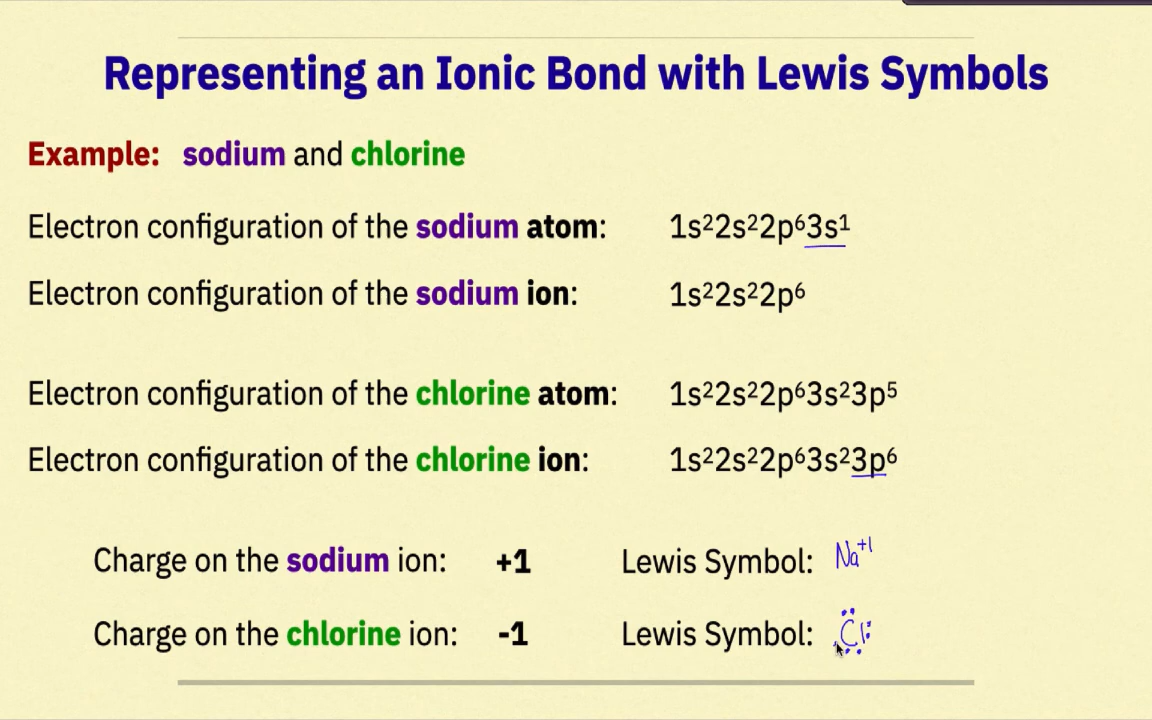 Representing an Ionic Bond with Lewis Symbols
Example: sodium and chlorine
Electron configuration of the sodium atom: 1s²2s²2p⁶3s¹
Electron configuration of the sodium ion: 1s²2s²2p⁶
Electron configuration of the chlorine atom: 1s²2s²2p⁶3s²3p⁵
Electron configuration of the chlorine ion: 1s²2s²2p⁶3s²3p⁶
Charge on the sodium ion: +1 Lewis Symbol: Na⁺¹
Charge on the chlorine ion: -1 Lewis Symbol: Cl